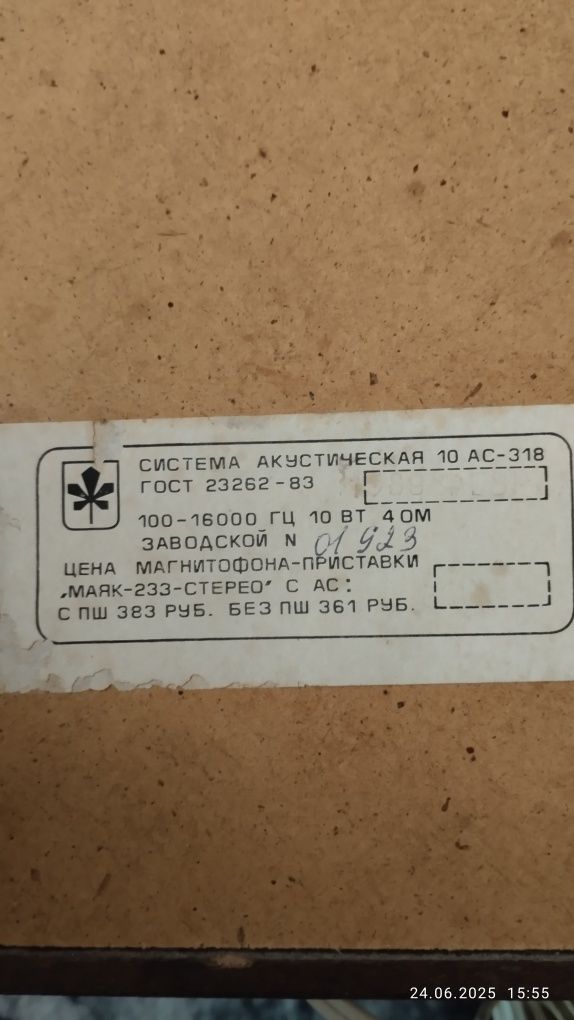 СИСТЕМА АКУСТИЧЕСКАЯ 10 АС-318
ГОСТ 23262-83
100-16000 ГЦ 10 ВТ 4 ОМ
ЗАВОДСКОЙ N 01923
ЦЕНА МАГНИТОФОНА-ПРИСТАВКИ
„МАЯК-233-СТЕРЕО" С АС:
С ПШ 383 РУБ. БЕЗ ПШ 361 РУБ.
24.06.2025 15:55